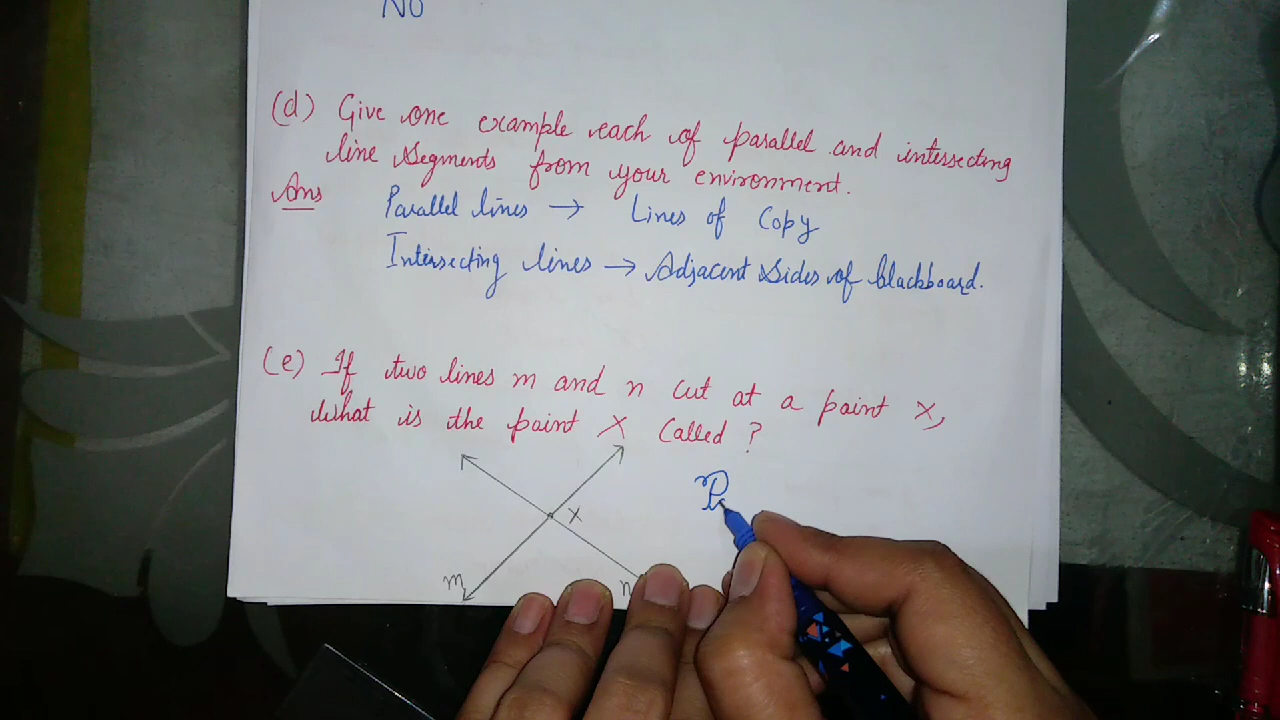 No
(d) Give one example each of parallel and intersecting
line segments from your environment.
Ans
Parallel lines → Lines of Copy
Intersecting lines → Adjacent Sides of blackboard.
(e) If two lines m and n cut at a point X,
What is the point X called?
X
P
m
n